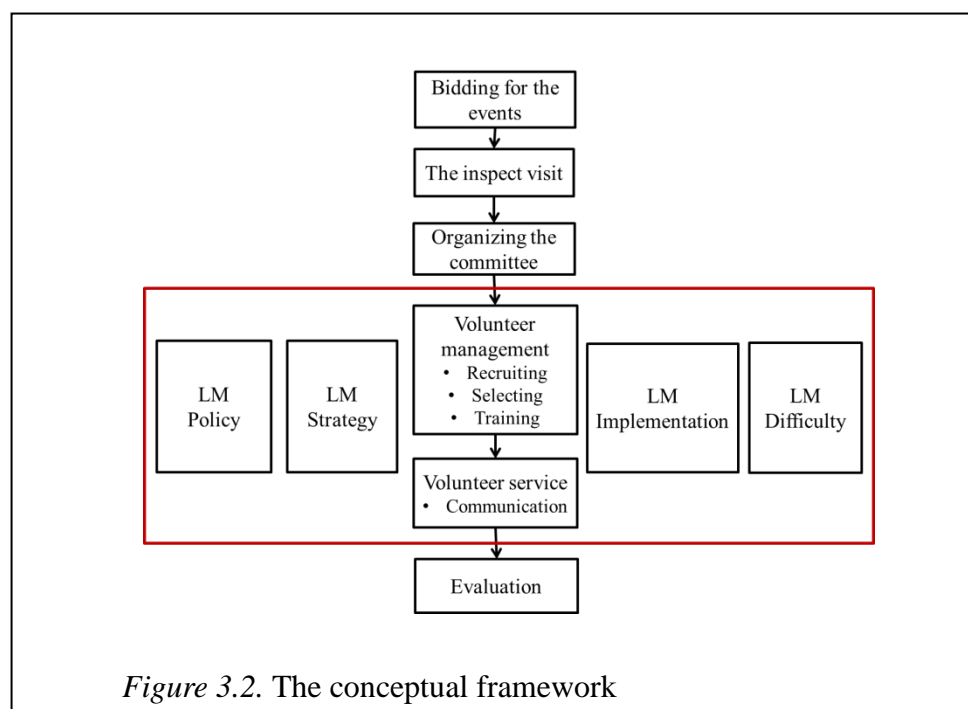 Bidding for the
events
The inspect visit
Organizing the
committee
LM
Policy
LM
Strategy
Volunteer
management
• Recruiting
• Selecting
• Training
LM
Implementation
LM
Difficulty
Volunteer service
• Communication
Evaluation
Figure 3.2. The conceptual framework